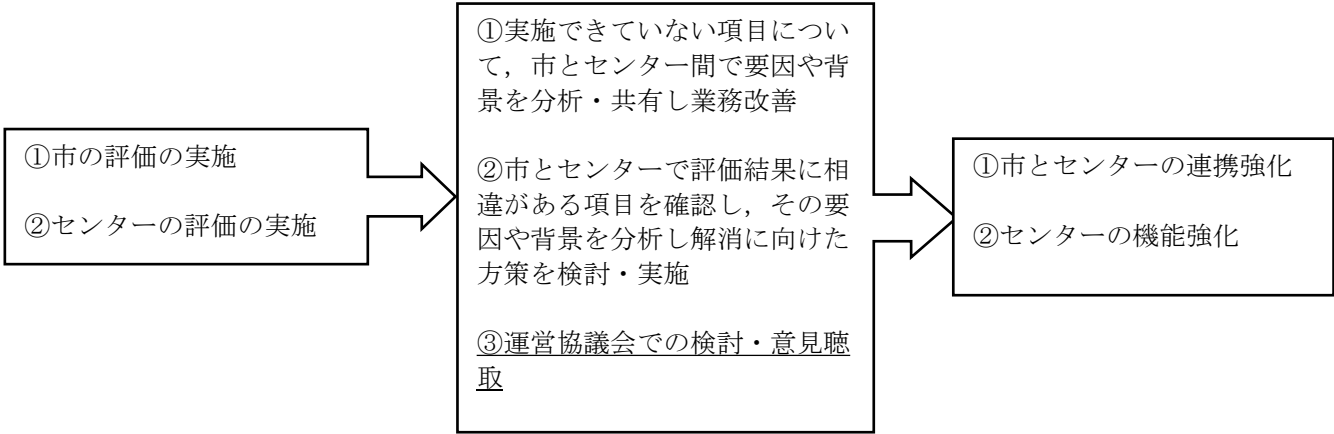 ①市の評価の実施
②センターの評価の実施
①実施できていない項目につい
て，市とセンター間で要因や背
景を分析・共有し業務改善
②市とセンターで評価結果に相
違がある項目を確認し，その要
因や背景を分析し解消に向けた
方策を検討・実施
③運営協議会での検討・意見聴
取
①市とセンターの連携強化
②センターの機能強化